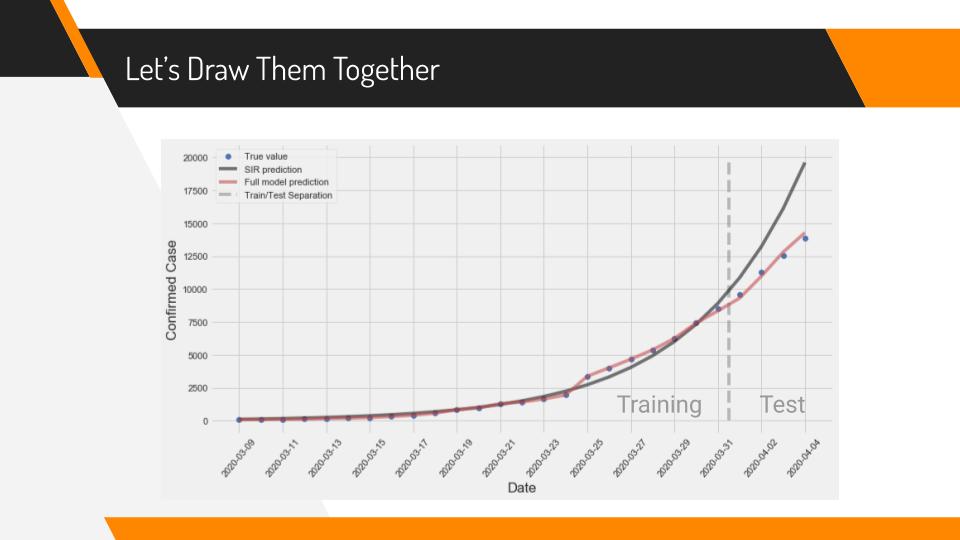 Let's Draw Them Together
True value
SIR prediction
Full model prediction
Train/Test Separation
20000
17500
15000
12500
10000
7500
5000
2500
0
Confirmed Case
Training
Test
2020-03-09
2020-03-11
2020-03-13
2020-03-15
2020-03-17
2020-03-19
2020-03-21
2020-03-23
2020-03-25
2020-03-27
2020-03-29
2020-03-31
2020-04-02
2020-04-04
Date